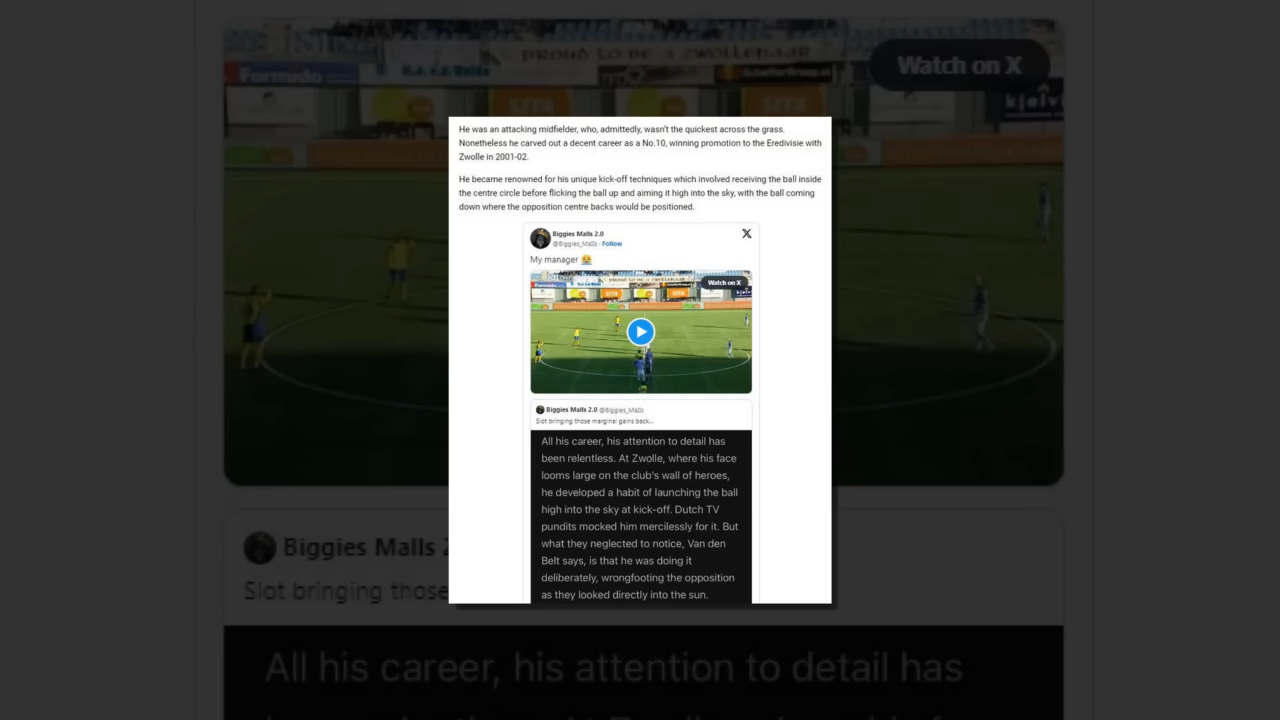 PROUD TO BE A ZWOLLENAAR
Formido
Watch on X
He was an attacking midfielder, who, admittedly, wasn't the quickest across the grass.
Nonetheless he carved out a decent career as a No.10, winning promotion to the Eredivisie with
Zwolle in 2001-02.
He became renowned for his unique kick-off techniques which involved receiving the ball inside
the centre circle before flicking the ball up and aiming it high into the sky, with the ball coming
down where the opposition centre backs would be positioned.
Biggies Malls 2.0
@Biggies_Malls · Follow
My manager 😭
Watch on X
SITA
SITA
Biggies Malls 2.0 @Biggies_Malls
Slot bringing those marginal gains back...
All his career, his attention to detail has
been relentless. At Zwolle, where his face
looms large on the club's wall of heroes,
he developed a habit of launching the ball
high into the sky at kick-off. Dutch TV
pundits mocked him mercilessly for it. But
what they neglected to notice, Van den
Belt says, is that he was doing it
deliberately, wrongfooting the opposition
as they looked directly into the sun.
Biggies Malls
Slot bringing those
All his career, his attention to detail has